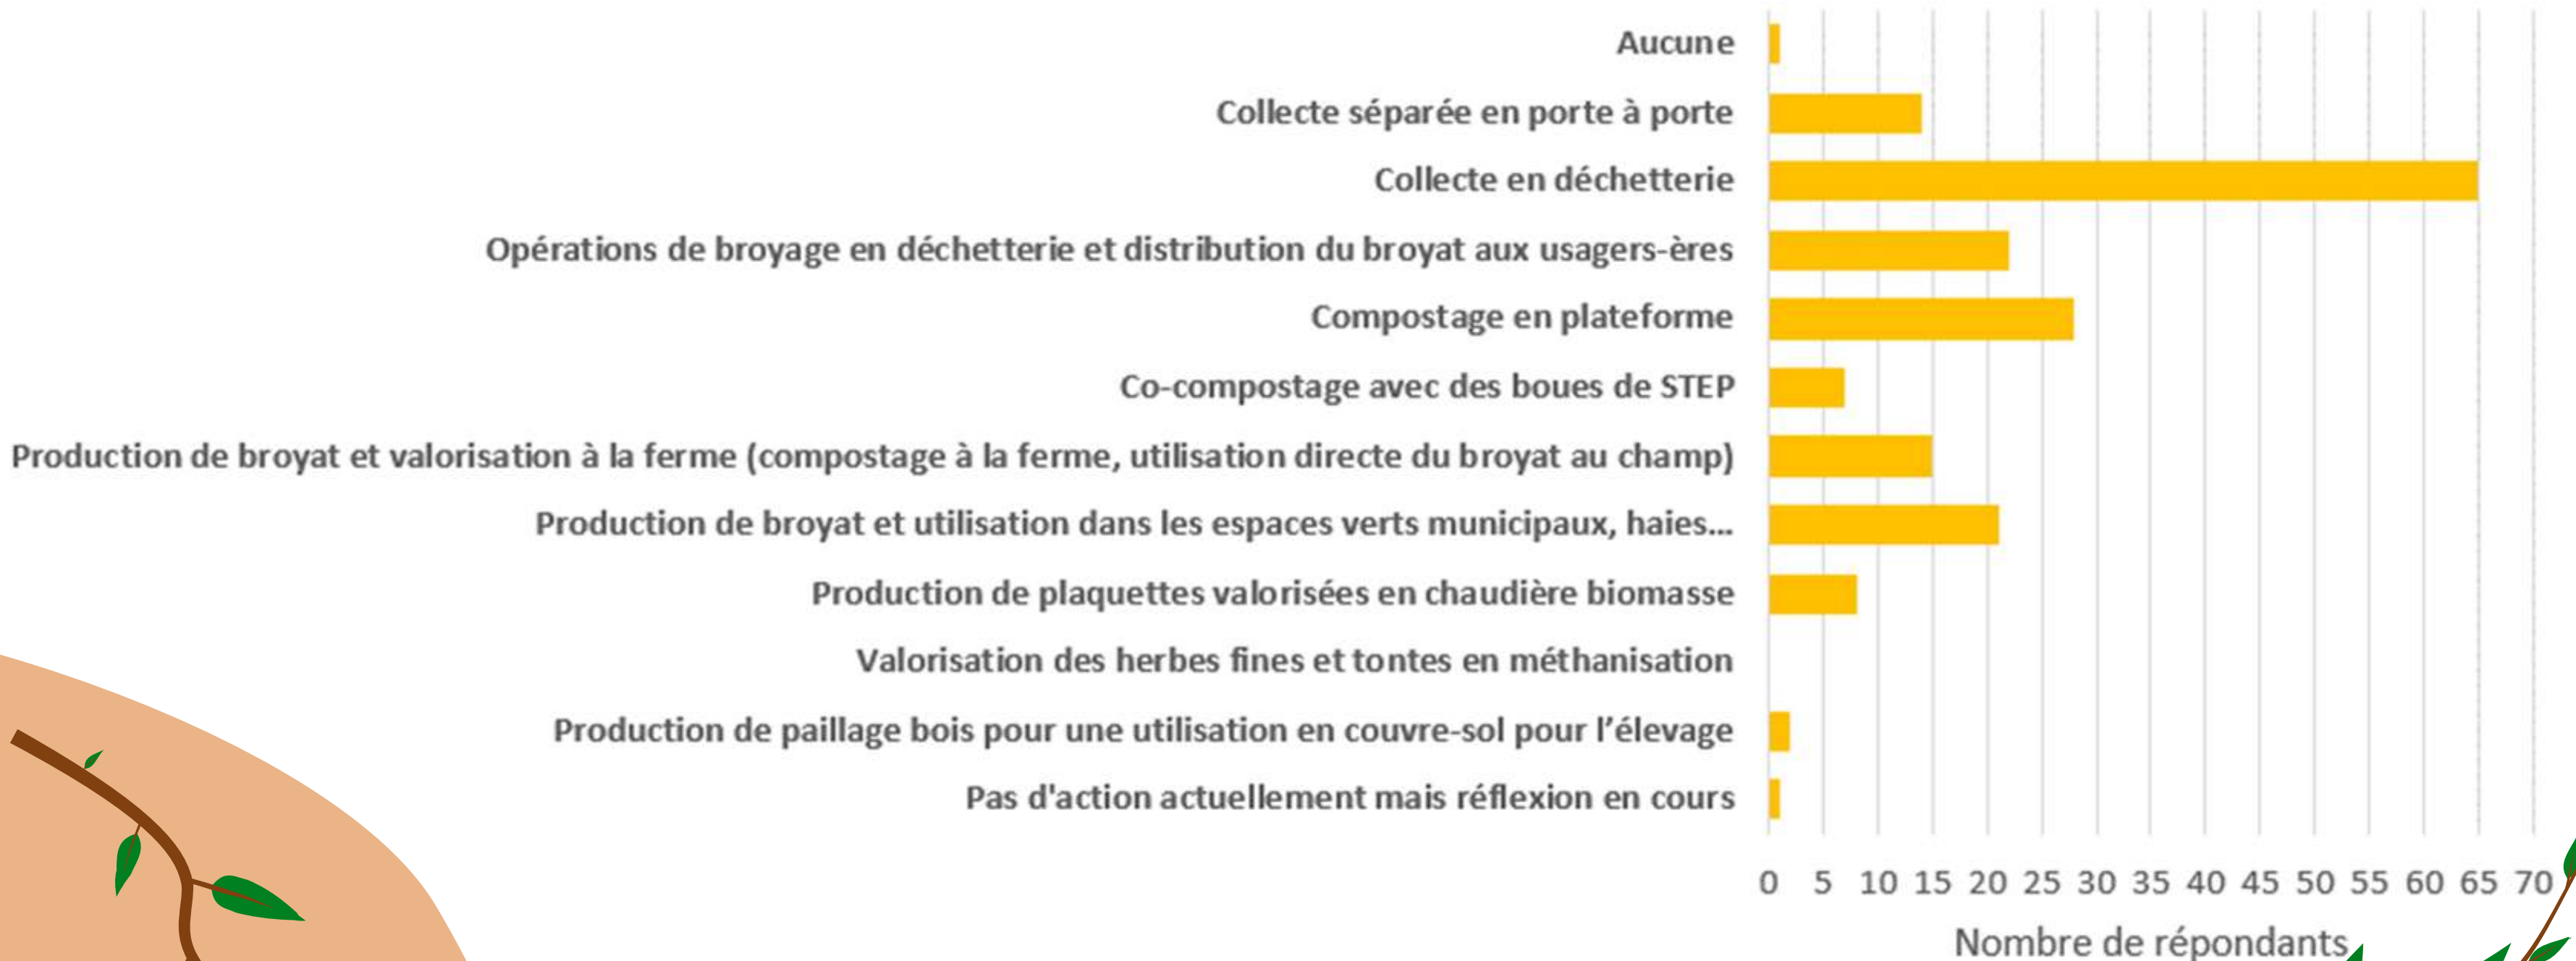 Aucune
Collecte séparée en porte à porte
Collecte en déchetterie
Opérations de broyage en déchetterie et distribution du broyat aux usagers-ères
Compostage en plateforme
Co-compostage avec des boues de STEP
Production de broyat et valorisation à la ferme (compostage à la ferme, utilisation directe du broyat au champ)
Production de broyat et utilisation dans les espaces verts municipaux, haies...
Production de plaquettes valorisées en chaudière biomasse
Valorisation des herbes fines et tontes en méthanisation
Production de paillage bois pour une utilisation en couvre-sol pour l’élevage
Pas d'action actuellement mais réflexion en cours
0 5 10 15 20 25 30 35 40 45 50 55 60 65 70
Nombre de répondants